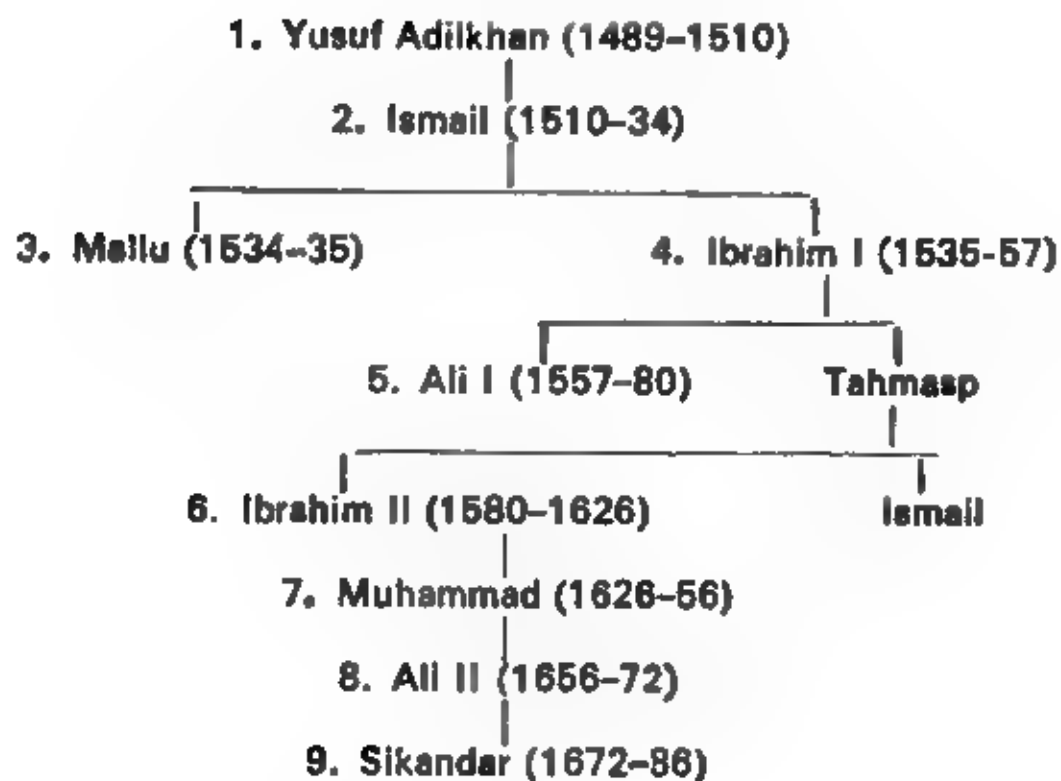 1. Yusuf Adilkhan (1489–1510)
2. Ismail (1510–34)
3. Mallu (1534–35) 4. Ibrahim I (1535-57)
5. Ali I (1557–80) Tahmasp
6. Ibrahim II (1580–1626) Ismail
7. Muhammad (1626–56)
8. Ali II (1656–72)
9. Sikandar (1672–86)